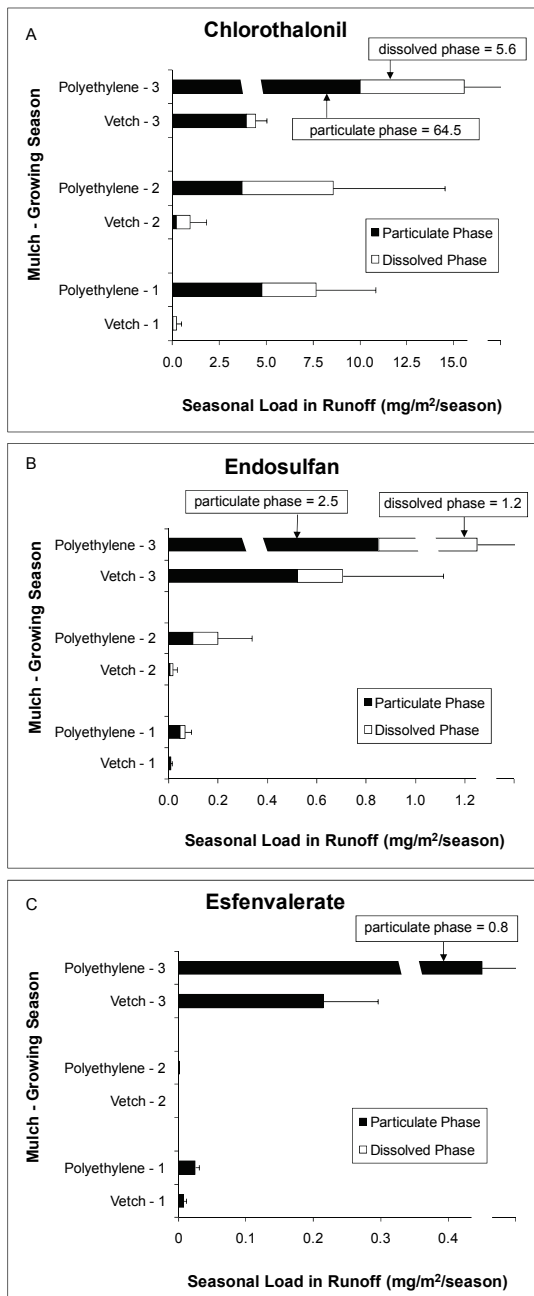 A
Chlorothalonil
dissolved phase = 5.6
Polyethylene - 3
Vetch - 3
particulate phase = 64.5
Polyethylene - 2
Vetch - 2
Polyethylene - 1
Vetch - 1
Mulch - Growing Season
Particulate Phase
Dissolved Phase
0.0 2.5 5.0 7.5 10.0 12.5 15.0
Seasonal Load in Runoff (mg/m²/season)
B
Endosulfan
particulate phase = 2.5
dissolved phase = 1.2
Polyethylene - 3
Vetch - 3
Polyethylene - 2
Vetch - 2
Polyethylene - 1
Vetch - 1
Mulch - Growing Season
Particulate Phase
Dissolved Phase
0.0 0.2 0.4 0.6 0.8 1.0 1.2
Seasonal Load in Runoff (mg/m²/season)
C
Esfenvalerate
particulate phase = 0.8
Polyethylene - 3
Vetch - 3
Polyethylene - 2
Vetch - 2
Polyethylene - 1
Vetch - 1
Mulch - Growing Season
Particulate Phase
Dissolved Phase
0 0.1 0.2 0.3 0.4
Seasonal Load in Runoff (mg/m²/season)